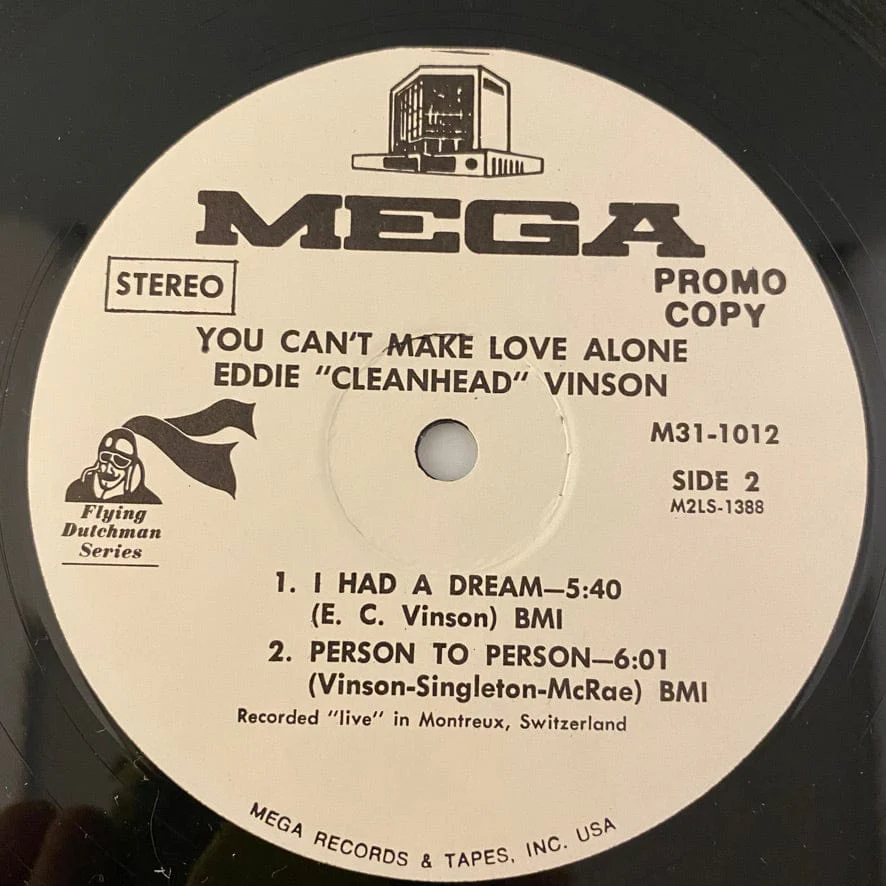 MEGA
STEREO
PROMO
COPY
YOU CAN'T MAKE LOVE ALONE
EDDIE "CLEANHEAD" VINSON
M31-1012
SIDE 2
M2LS-1388
Flying
Dutchman
Series
1. I HAD A DREAM—5:40
(E. C. Vinson) BMI
2. PERSON TO PERSON—6:01
(Vinson-Singleton-McRae) BMI
Recorded "live" in Montreux, Switzerland
MEGA RECORDS & TAPES, INC. USA